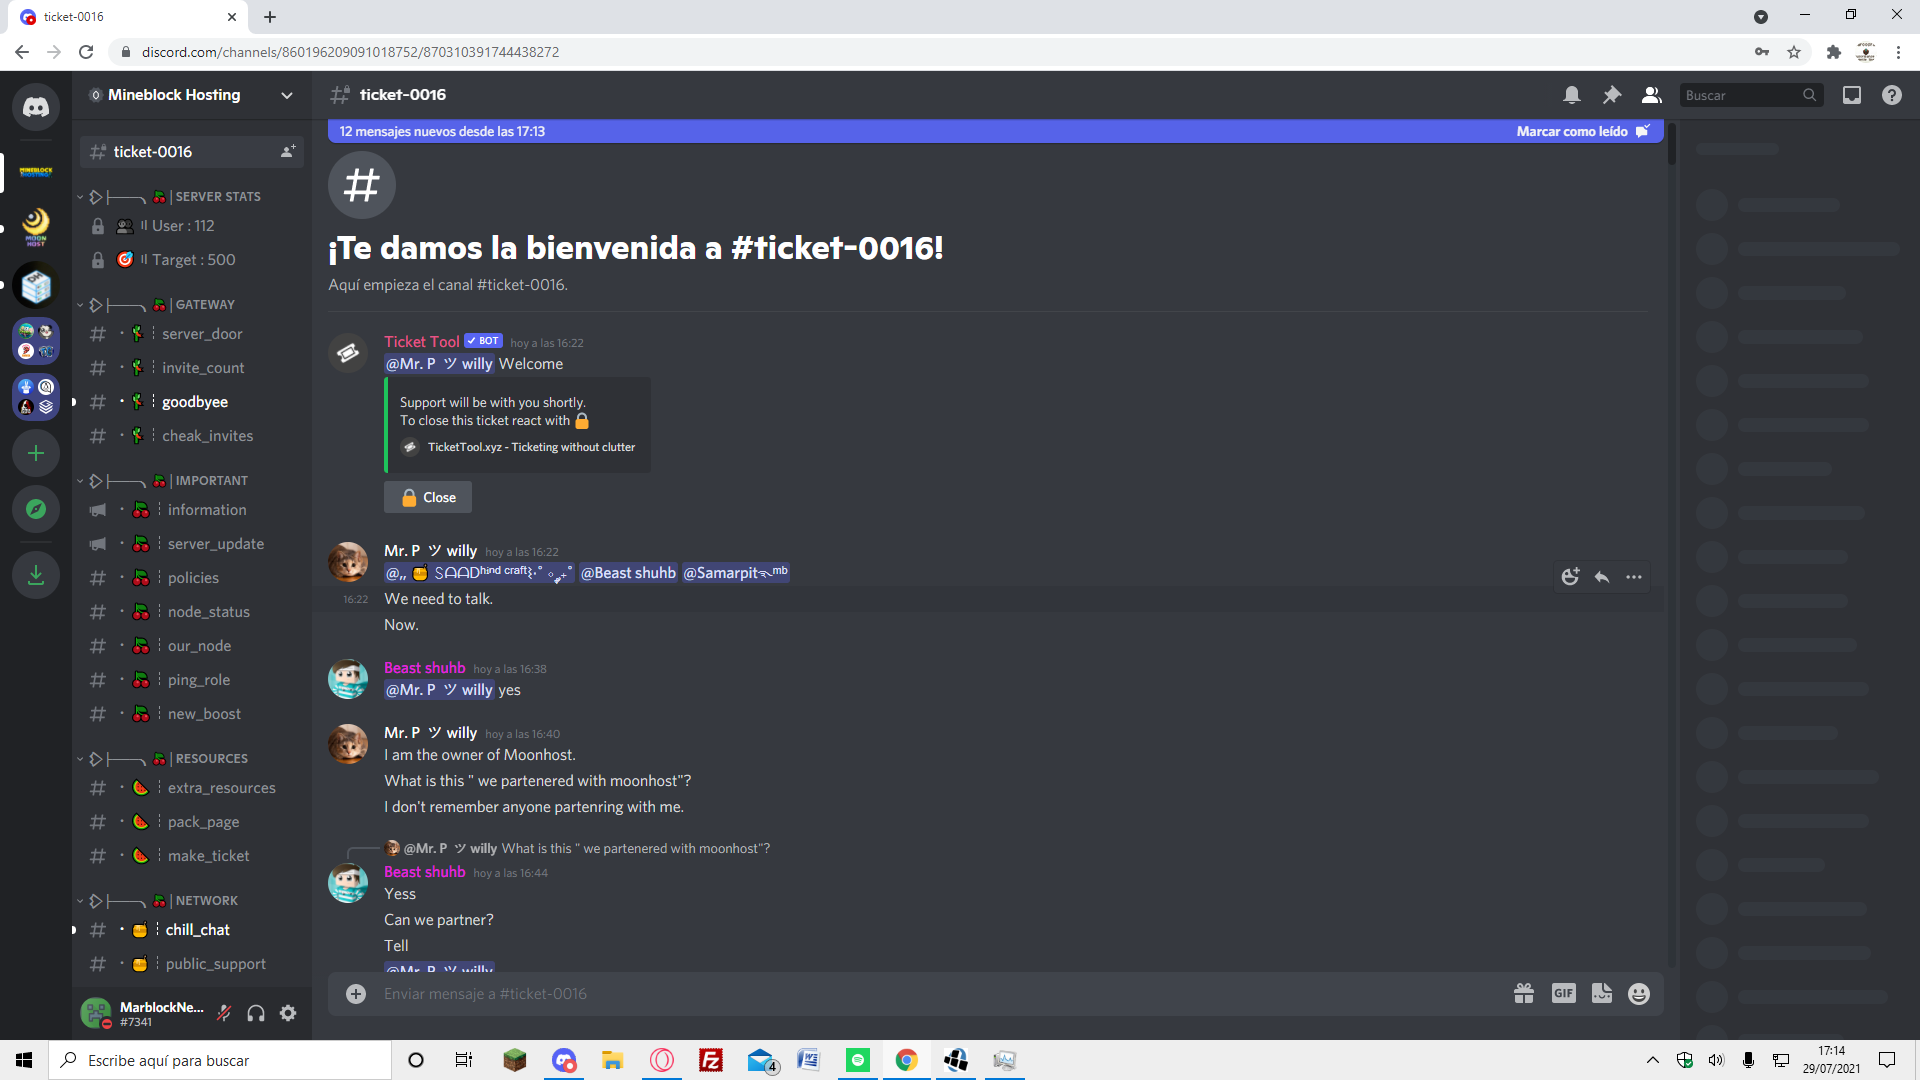 ticket-0016
discord.com/channels/860196209091018752/870310391744438272
Mineblock Hosting
ticket-0016
Buscar
12 mensajes nuevos desde las 17:13
Marcar como leído
ticket-0016
SERVER STATS
User : 112
Target : 500
GATEWAY
server_door
invite_count
goodbyee
cheak_invites
IMPORTANT
information
server_update
policies
node_status
our_node
ping_role
new_boost
RESOURCES
extra_resources
pack_page
make_ticket
NETWORK
chill_chat
public_support
MarblockNe...
#7341
MINEBLOCK
HOSTING
MOON
HOST
¡Te damos la bienvenida a #ticket-0016!
Aquí empieza el canal #ticket-0016.
Ticket Tool BOT hoy a las 16:22
@Mr. P ツ willy Welcome
Support will be with you shortly.
To close this ticket react with 🔒
TicketTool.xyz - Ticketing without clutter
Close
Mr. P ツ willy hoy a las 16:22
@Beast shuhb
16:22 We need to talk.
Now.
Beast shuhb hoy a las 16:38
@Mr. P ツ willy yes
Mr. P ツ willy hoy a las 16:40
I am the owner of Moonhost.
What is this " we partenered with moonhost"?
I don't remember anyone partenring with me.
@Mr. P ツ willy What is this " we partenered with moonhost"?
Beast shuhb hoy a las 16:44
Yess
Can we partner?
Tell
@Mr. P ツ willy
Enviar mensaje a #ticket-0016
GIF
Escribe aquí para buscar
4
17:14
29/07/2021